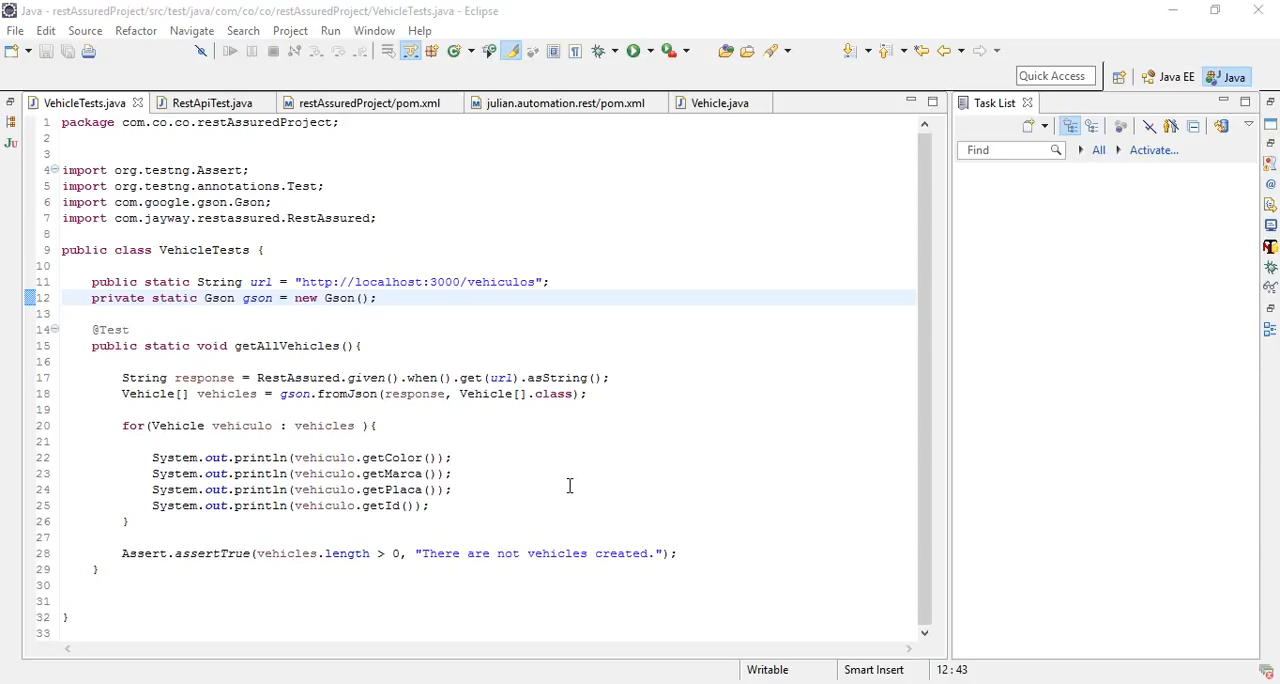 Java - restAssuredProject/src/test/java/com/co/co/restAssuredProject/VehicleTests.java - Eclipse
File Edit Source Refactor Navigate Search Project Run Window Help
Quick Access Java EE Java
VehicleTests.java RestApiTest.java restAssuredProject/pom.xml julian.automation.rest/pom.xml Vehicle.java
Task List
Find All Activate...
1 package com.co.co.restAssuredProject;
2
3
4 import org.testng.Assert;
5 import org.testng.annotations.Test;
6 import com.google.gson.Gson;
7 import com.jayway.restassured.RestAssured;
8
9 public class VehicleTests {
10
11 public static String url = "http://localhost:3000/vehiculos";
12 private static Gson gson = new Gson();
13
14 @Test
15 public static void getAllVehicles(){
16
17 String response = RestAssured.given().when().get(url).asString();
18 Vehicle[] vehicles = gson.fromJson(response, Vehicle[].class);
19
20 for(Vehicle vehiculo : vehicles ){
21
22 System.out.println(vehiculo.getColor());
23 System.out.println(vehiculo.getMarca());
24 System.out.println(vehiculo.getPlaca());
25 System.out.println(vehiculo.getId());
26 }
27
28 Assert.assertTrue(vehicles.length > 0, "There are not vehicles created.");
29 }
30
31
32 }
33
Writable Smart Insert 12 : 43